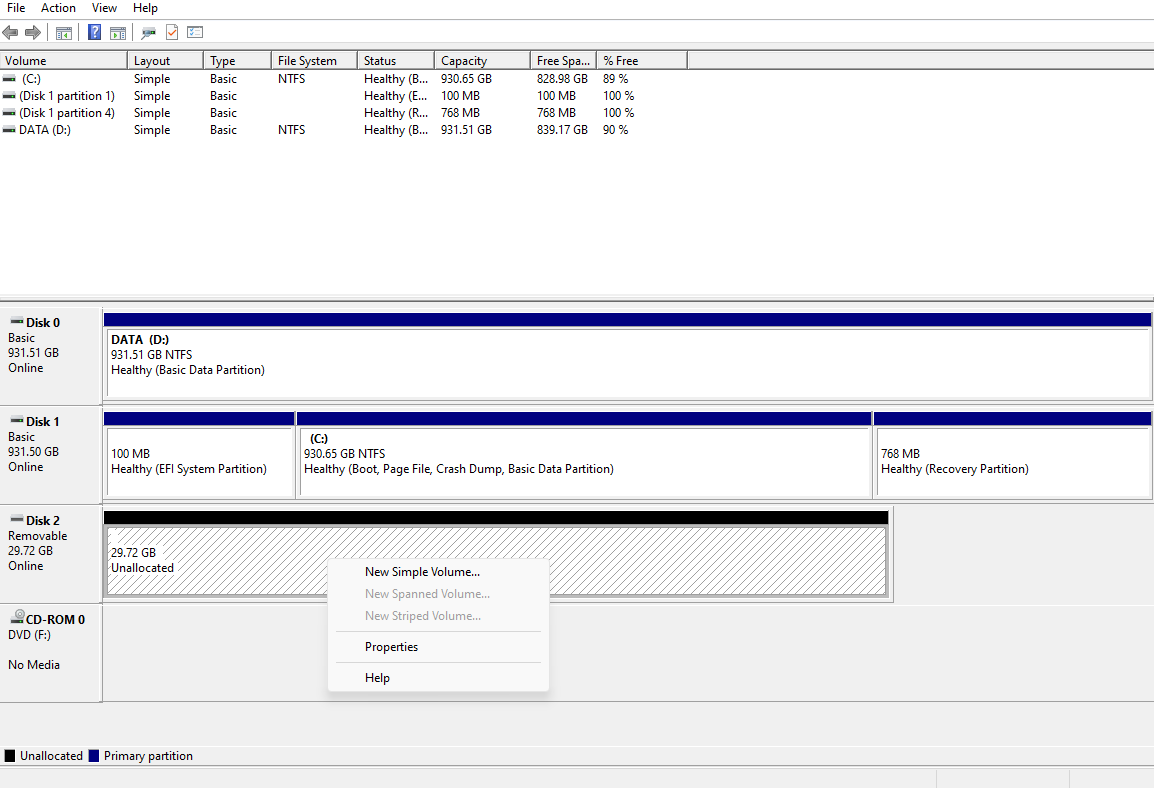 File Action View Help
Volume Layout Type File System Status Capacity Free Spa... % Free
(C:) Simple Basic NTFS Healthy (B... 930.65 GB 828.98 GB 89 %
(Disk 1 partition 1) Simple Basic Healthy (E... 100 MB 100 MB 100 %
(Disk 1 partition 4) Simple Basic Healthy (R... 768 MB 768 MB 100 %
DATA (D:) Simple Basic NTFS Healthy (B... 931.51 GB 839.17 GB 90 %
Disk 0
Basic
931.51 GB
Online
DATA (D:)
931.51 GB NTFS
Healthy (Basic Data Partition)
Disk 1
Basic
931.50 GB
Online
100 MB
Healthy (EFI System Partition)
(C:)
930.65 GB NTFS
Healthy (Boot, Page File, Crash Dump, Basic Data Partition)
768 MB
Healthy (Recovery Partition)
Disk 2
Removable
29.72 GB
Online
29.72 GB
Unallocated
New Simple Volume...
New Spanned Volume...
New Striped Volume...
Properties
Help
CD-ROM 0
DVD (F:)
No Media
Unallocated Primary partition